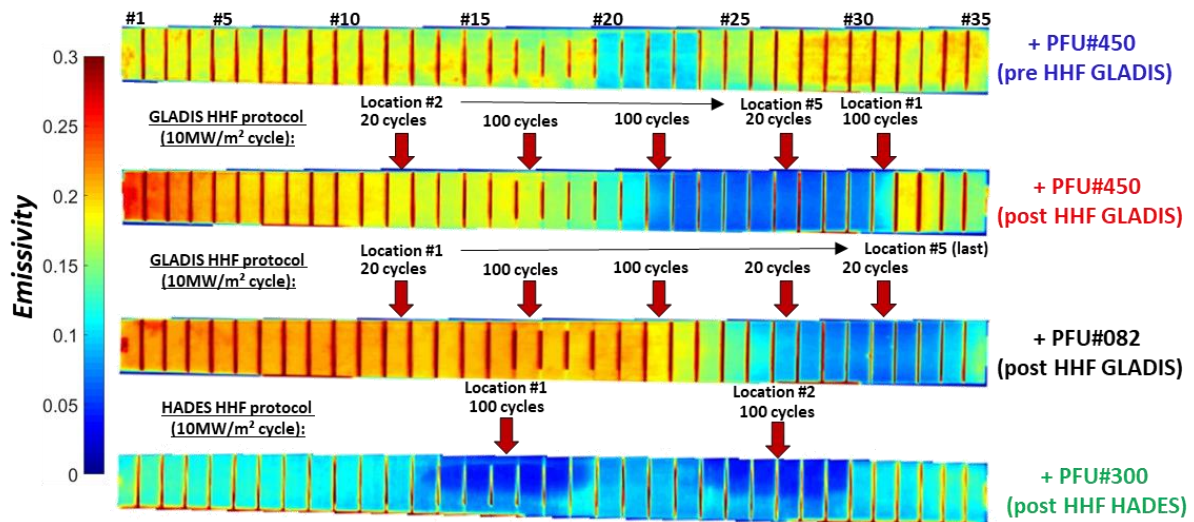 #1 #5 #10 #15 #20 #25 #30 #35
+ PFU#450
(pre HHF GLADIS)
0.3
0.25
0.2
0.15
0.1
0.05
0
Emissivity
GLADIS HHF protocol
(10MW/m² cycle):
Location #2
20 cycles
100 cycles
100 cycles
Location #5
20 cycles
Location #1
100 cycles
+ PFU#450
(post HHF GLADIS)
GLADIS HHF protocol
(10MW/m² cycle):
Location #1
20 cycles
100 cycles
100 cycles
20 cycles
Location #5 (last)
20 cycles
+ PFU#082
(post HHF GLADIS)
HADES HHF protocol
(10MW/m² cycle):
Location #1
100 cycles
Location #2
100 cycles
+ PFU#300
(post HHF HADES)